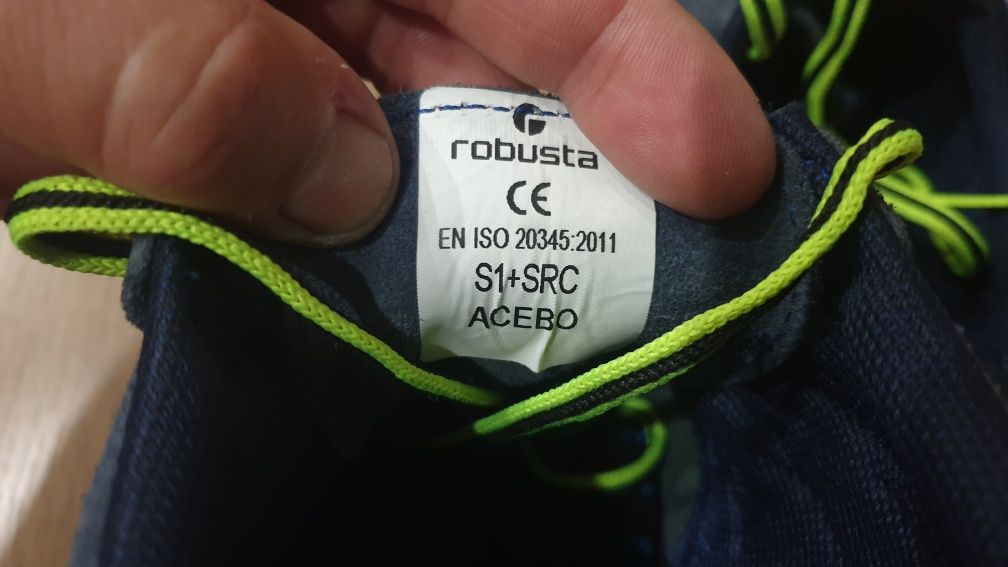 robusta
CE
EN ISO 20345:2011
S1+SRC
ACEBO